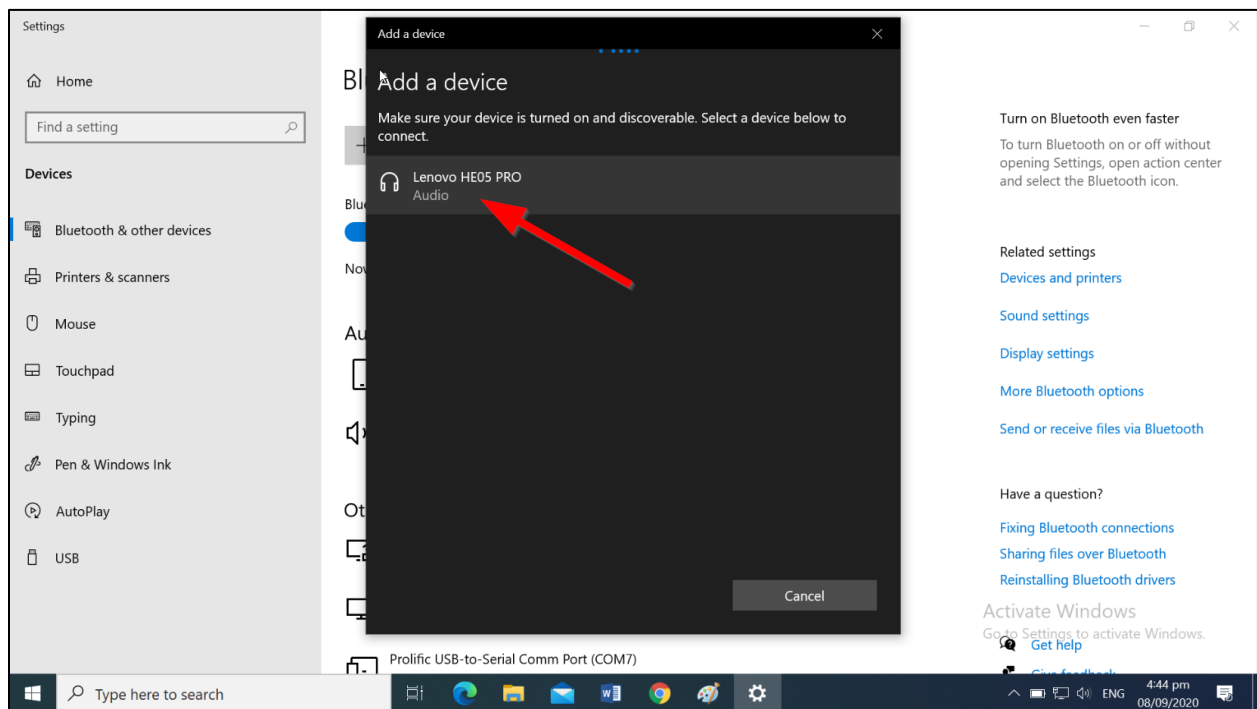 Settings
Home
Find a setting
Devices
Bluetooth & other devices
Printers & scanners
Mouse
Touchpad
Typing
Pen & Windows Ink
AutoPlay
USB
Add a device
Add a device
Make sure your device is turned on and discoverable. Select a device below to
connect.
Lenovo HE05 PRO
Audio
Cancel
Prolific USB-to-Serial Comm Port (COM7)
Turn on Bluetooth even faster
To turn Bluetooth on or off without
opening Settings, open action center
and select the Bluetooth icon.
Related settings
Devices and printers
Sound settings
Display settings
More Bluetooth options
Send or receive files via Bluetooth
Have a question?
Fixing Bluetooth connections
Sharing files over Bluetooth
Reinstalling Bluetooth drivers
Activate Windows
Go to Settings to activate Windows.
Get help
Give feedback
Type here to search
ENG
4:44 pm
08/09/2020